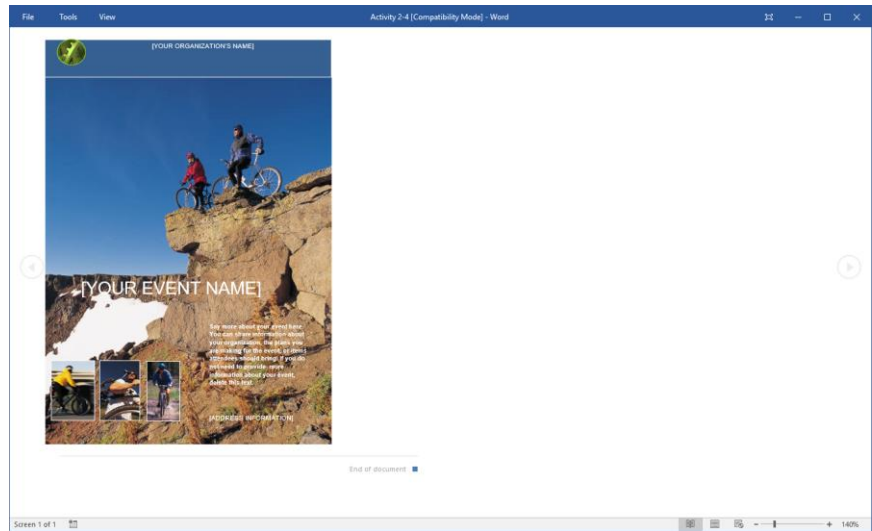 File Tools View Activity 2-4 [Compatibility Mode] - Word
[YOUR ORGANIZATION'S NAME]
[YOUR EVENT NAME]
Say more about your event here.
You can share information about
your organization, the plans you
are making for the event, or items
attendees should bring. If you do
not need to provide more
information about your event,
delete this text.
[ADDRESS INFORMATION]
End of document
Screen 1 of 1 140%